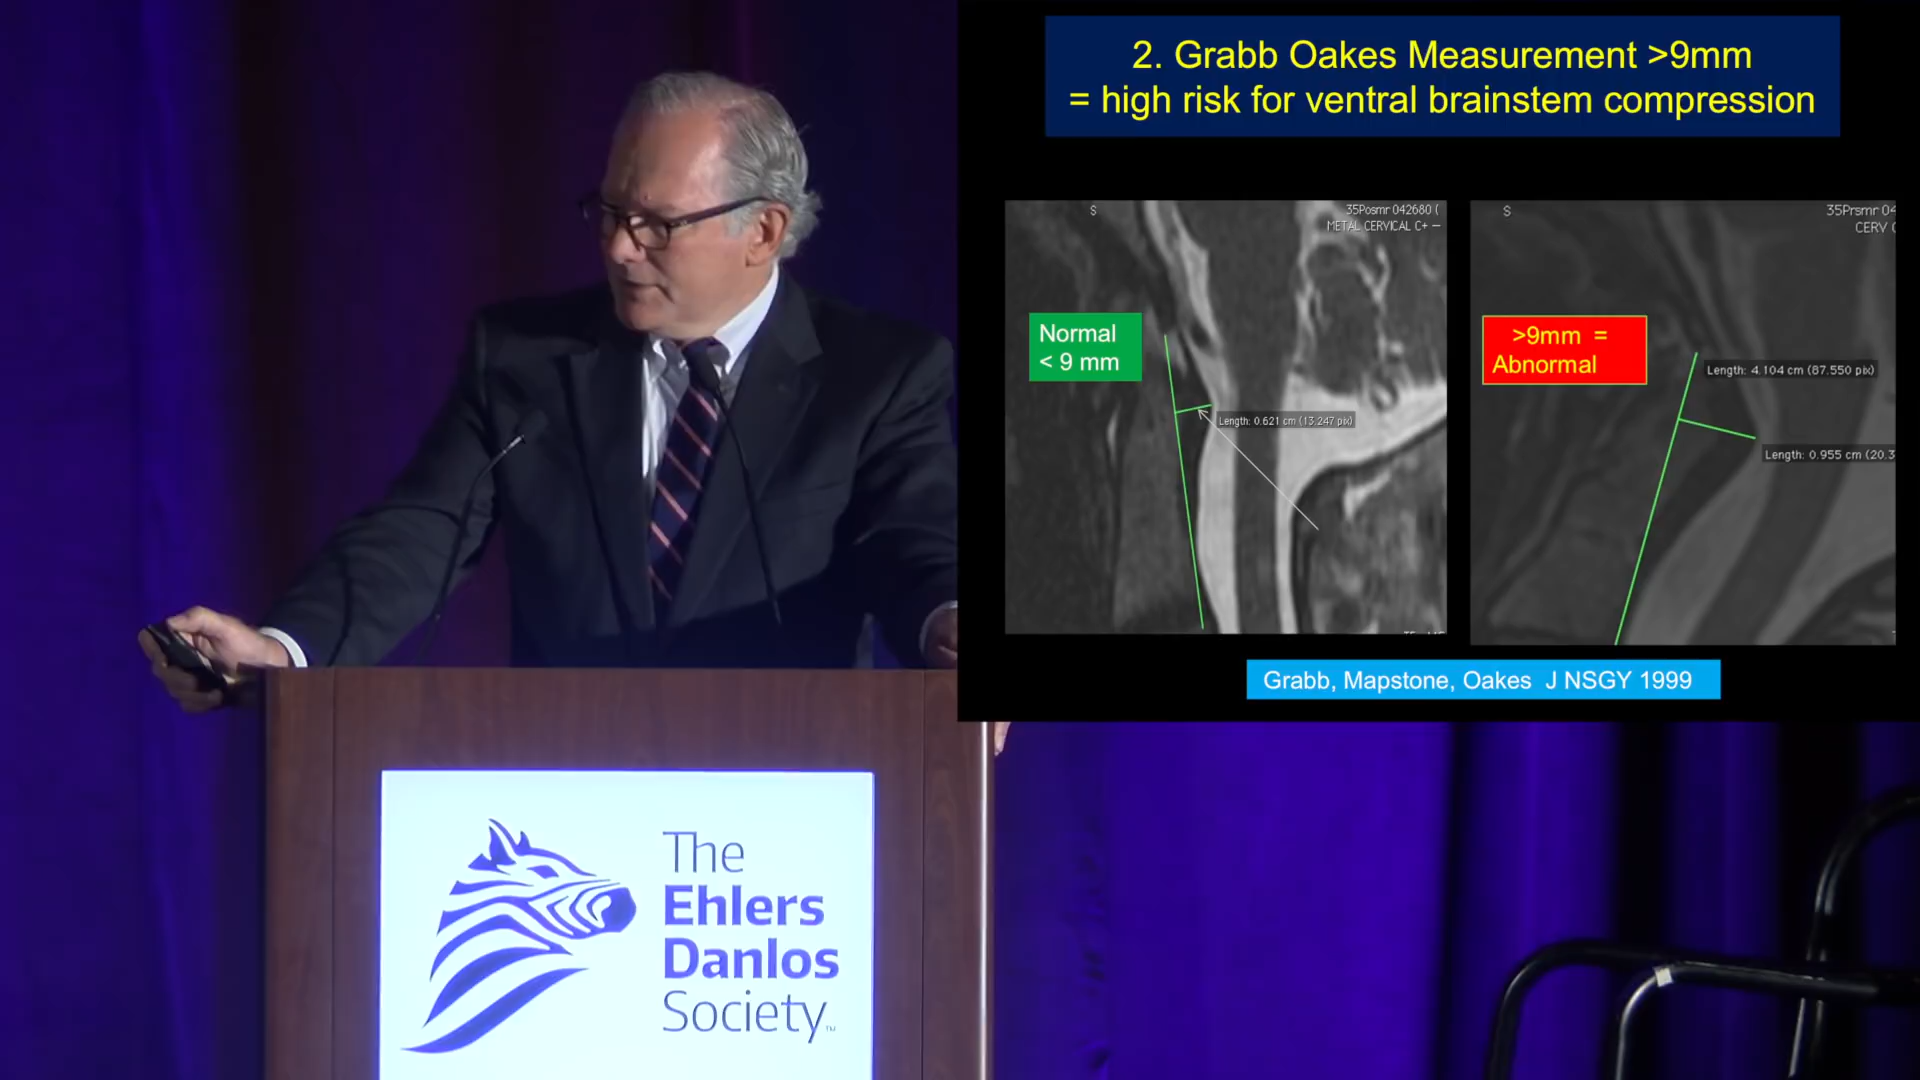 2. Grabb Oakes Measurement >9mm
= high risk for ventral brainstem compression
S
35Posmr 042680 (
METAL CERVICAL C+ —
Normal
< 9 mm
Length: 0.621 cm (13.247 pix)
S
35Prsmr 04
CERV
>9mm =
Abnormal
Length: 4.104 cm (87.550 pix)
Length: 0.955 cm (20.3
Grabb, Mapstone, Oakes J NSGY 1999
The
Ehlers
Danlos
Society